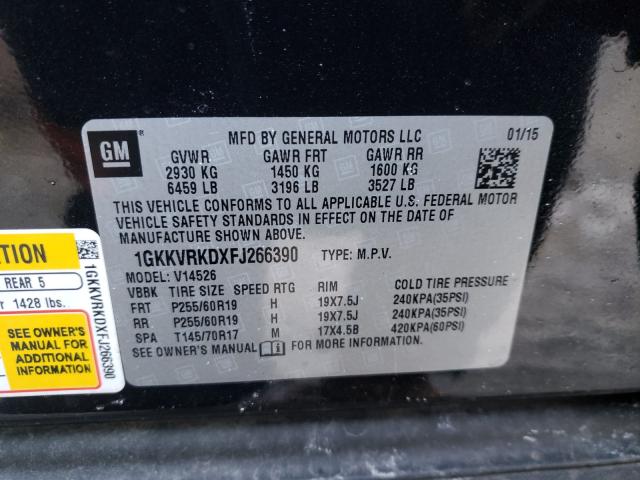 GM
MFD BY GENERAL MOTORS LLC 01/15
GVWR GAWR FRT GAWR RR
2930 KG 1450 KG 1600 KG
6459 LB 3196 LB 3527 LB
THIS VEHICLE CONFORMS TO ALL APPLICABLE U.S. FEDERAL MOTOR
VEHICLE SAFETY STANDARDS IN EFFECT ON THE DATE OF
MANUFACTURE SHOWN ABOVE.
1GKKVRKDXFJ266390 TYPE: M.P.V.
MODEL: V14526
VBBK TIRE SIZE SPEED RTG RIM COLD TIRE PRESSURE
FRT P255/60R19 H 19X7.5J 240KPA(35PSI)
RR P255/60R19 H 19X7.5J 240KPA(35PSI)
SPA T145/70R17 M 17X4.5B 420KPA(60PSI)
SEE OWNER'S MANUAL FOR MORE INFORMATION.
REAR 5
1428 lbs.
SEE OWNER'S
MANUAL FOR
ADDITIONAL
INFORMATION
1GKKVRKDXFJ266390